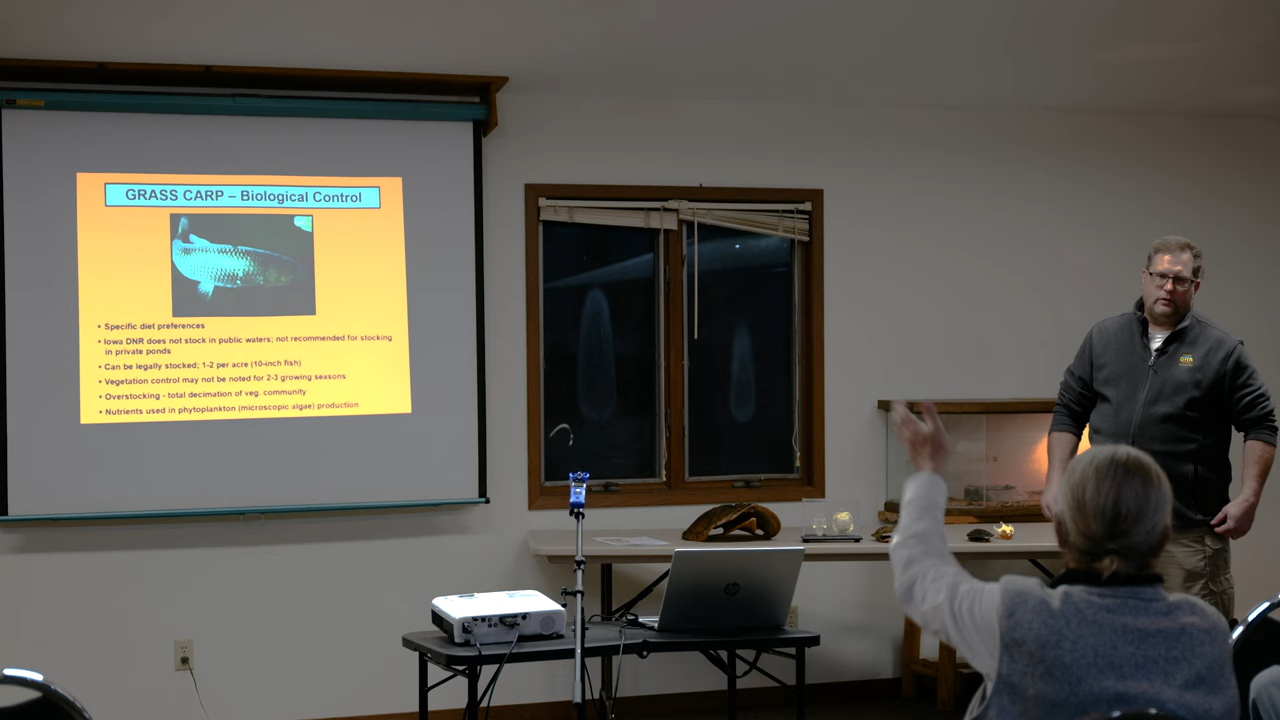 GRASS CARP – Biological Control
▪ Specific diet preferences
▪ Iowa DNR does not stock in public waters; not recommended for stocking
in private ponds
▪ Can be legally stocked; 1-2 per acre (10-inch fish)
▪ Vegetation control may not be noted for 2-3 growing seasons
▪ Overstocking - total decimation of veg. community
▪ Nutrients used in phytoplankton (microscopic algae) production
DNR
hp